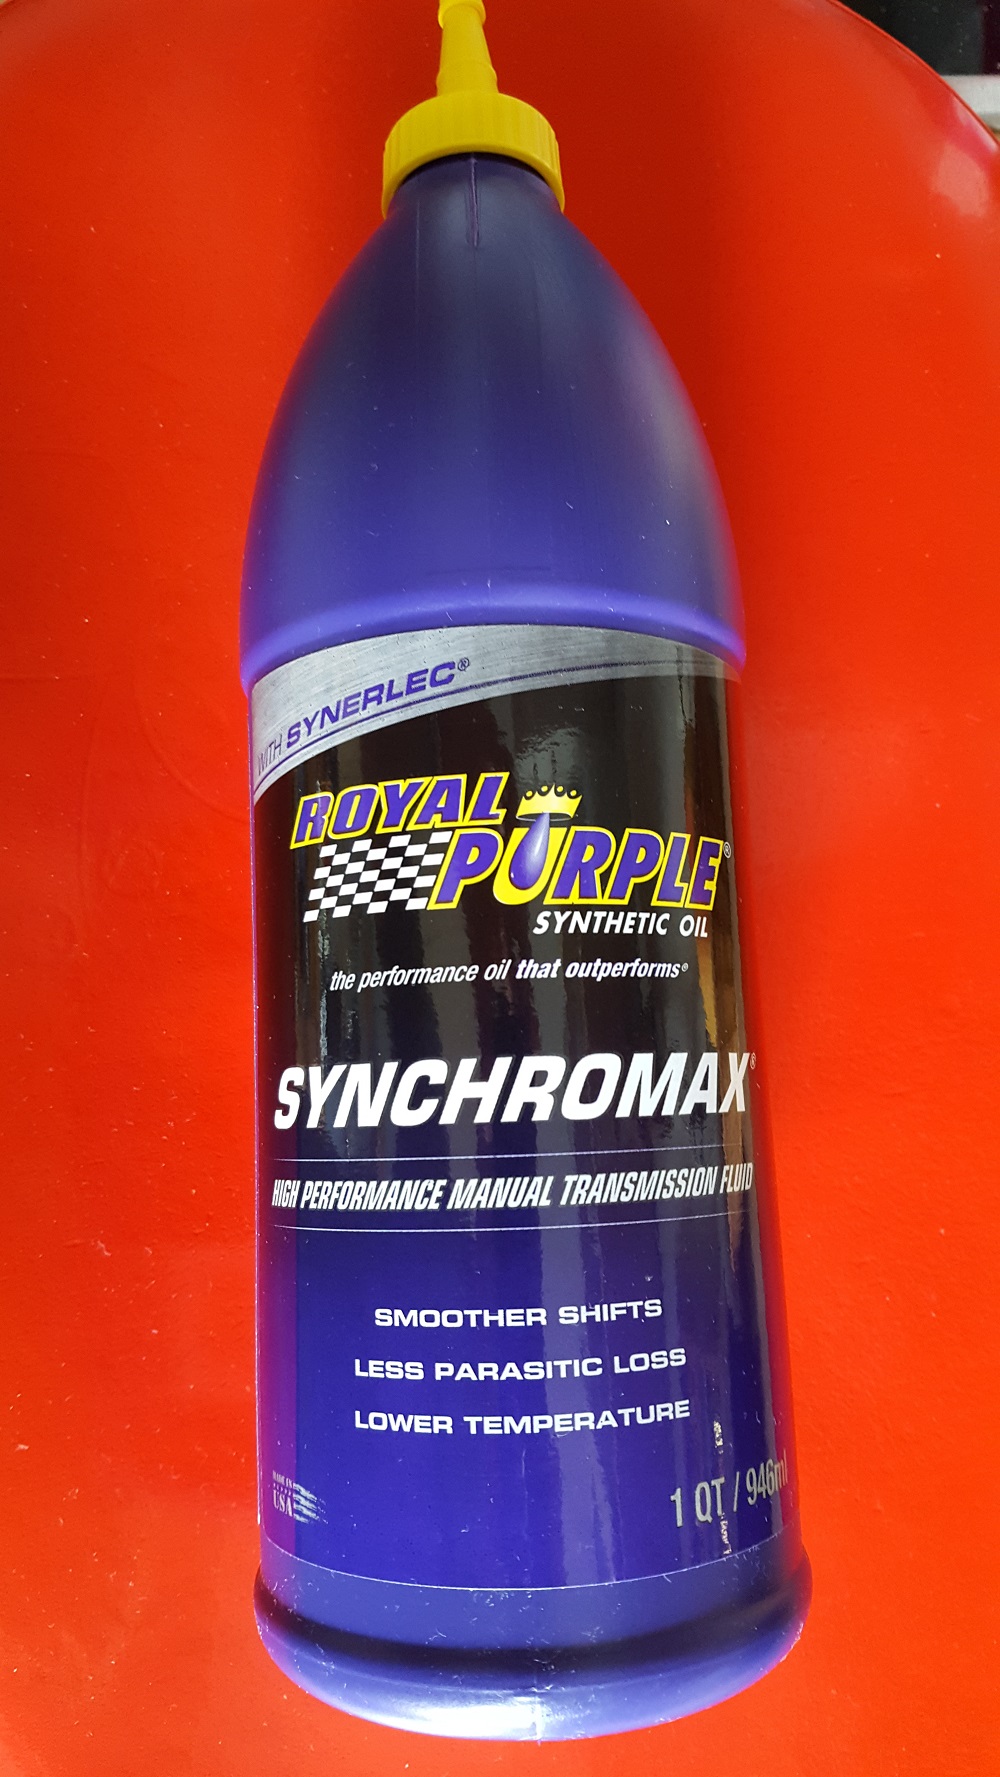 WITH SYNERLEC®
ROYAL
PURPLE®
SYNTHETIC OIL
the performance oil that outperforms®
SYNCHROMAX®
HIGH PERFORMANCE MANUAL TRANSMISSION FLUID
SMOOTHER SHIFTS
LESS PARASITIC LOSS
LOWER TEMPERATURE
MADE IN
USA
1 QT / 946ml